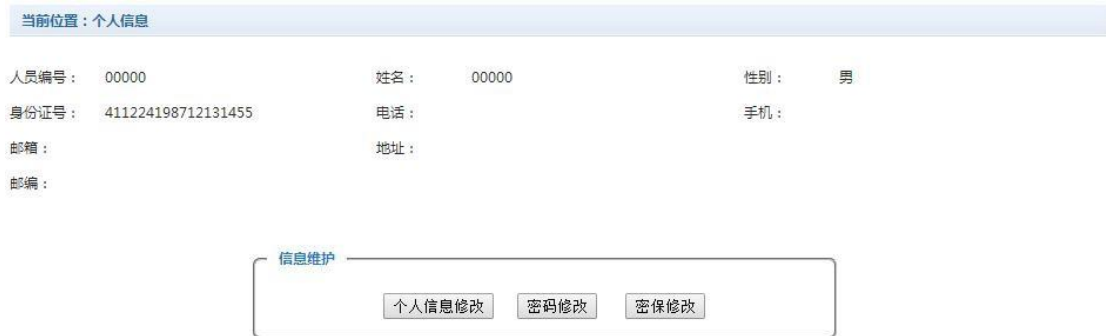 当前位置：个人信息
人员编号： 00000 姓名： 00000 性别： 男
身份证号： 411224198712131455 电话： 手机：
邮箱： 地址：
邮编：
信息维护
个人信息修改 密码修改 密保修改